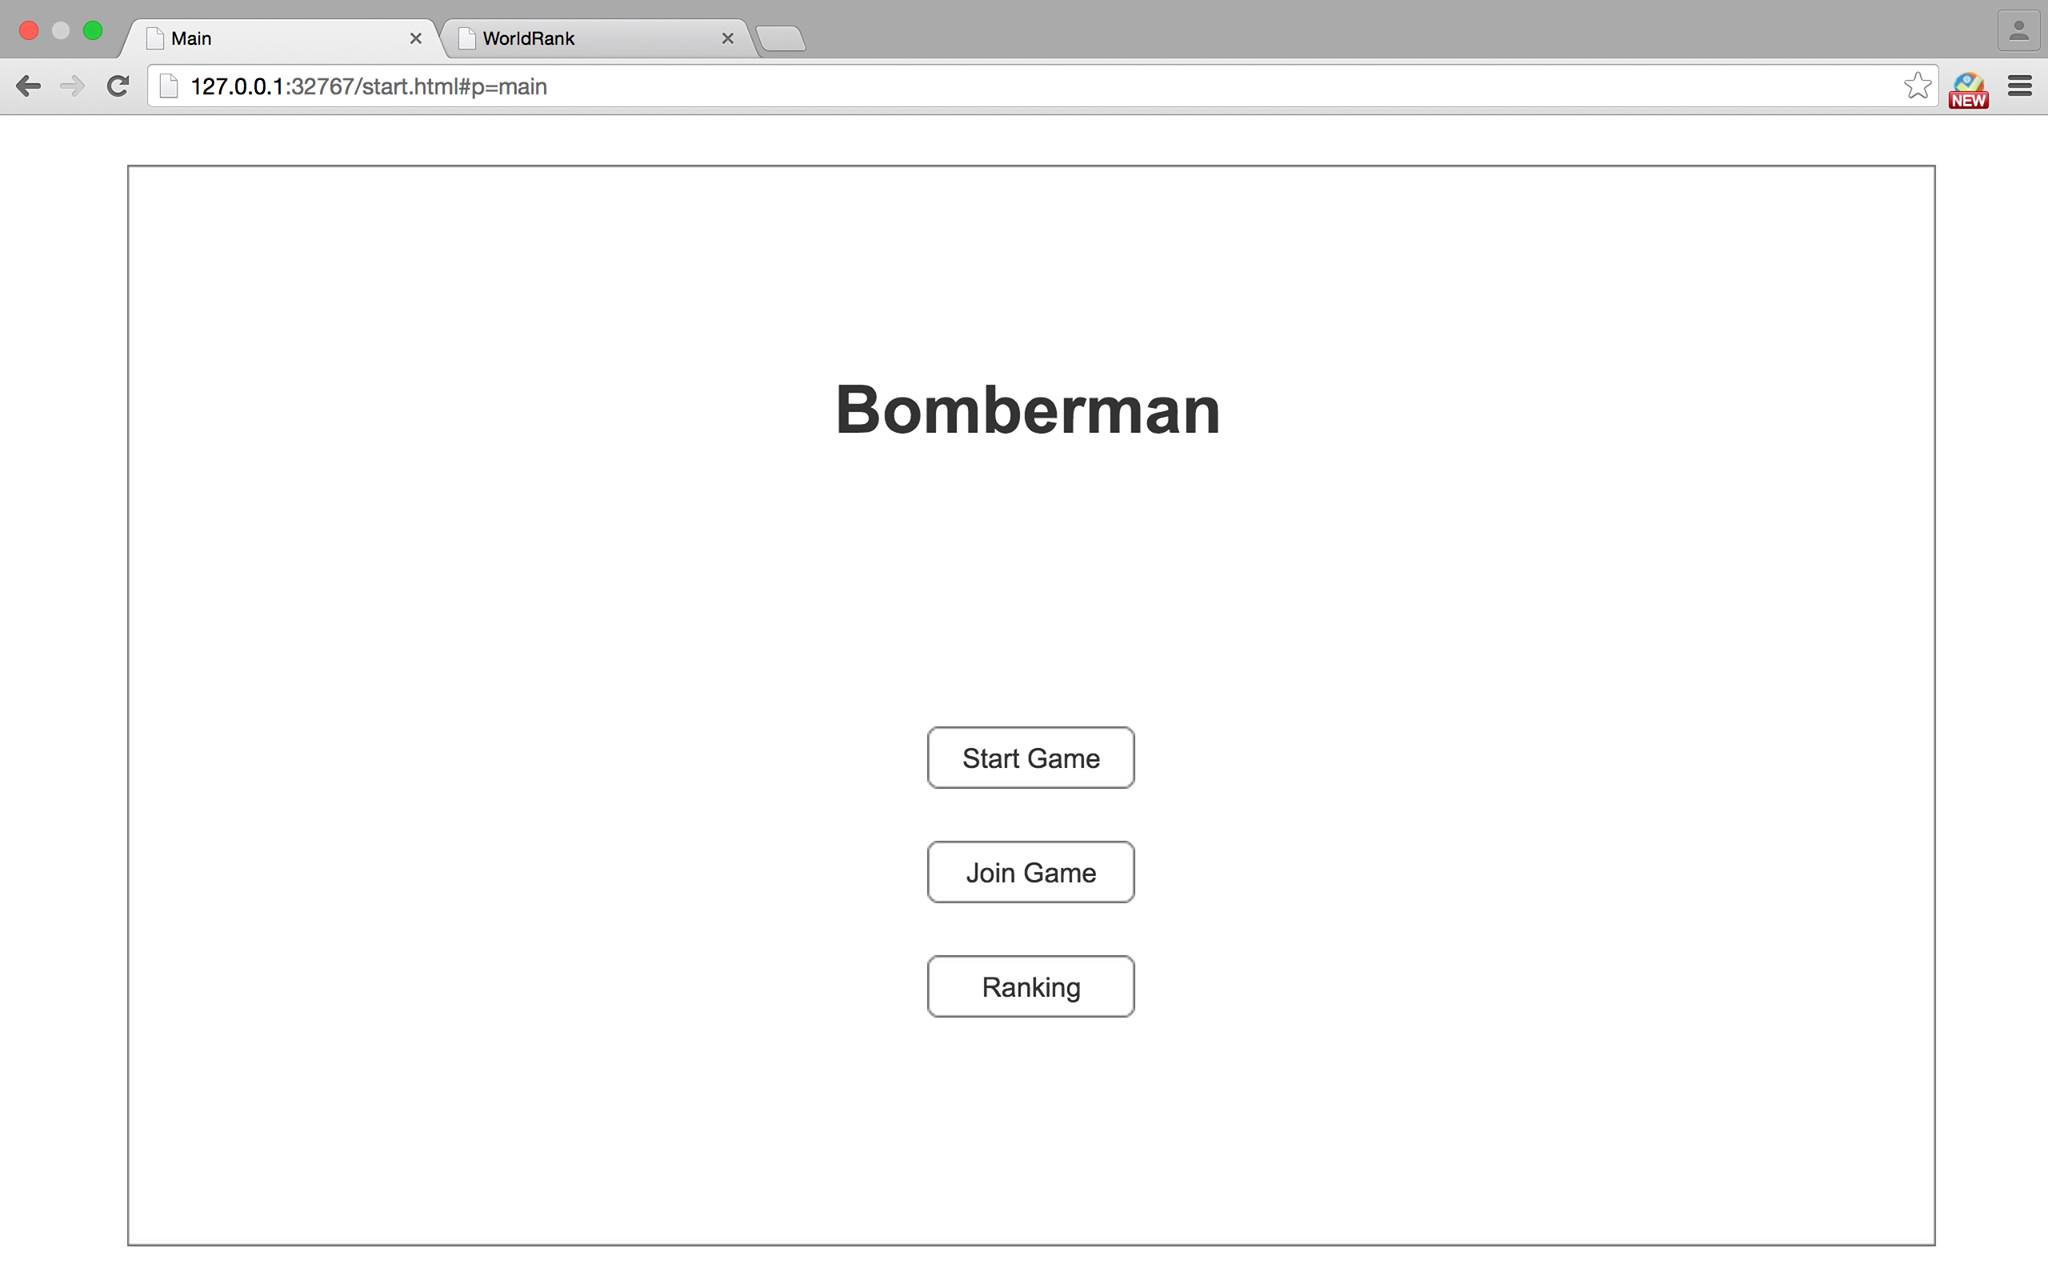 Main
WorldRank
127.0.0.1:32767/start.html#p=main
NEW
Bomberman
Start Game
Join Game
Ranking